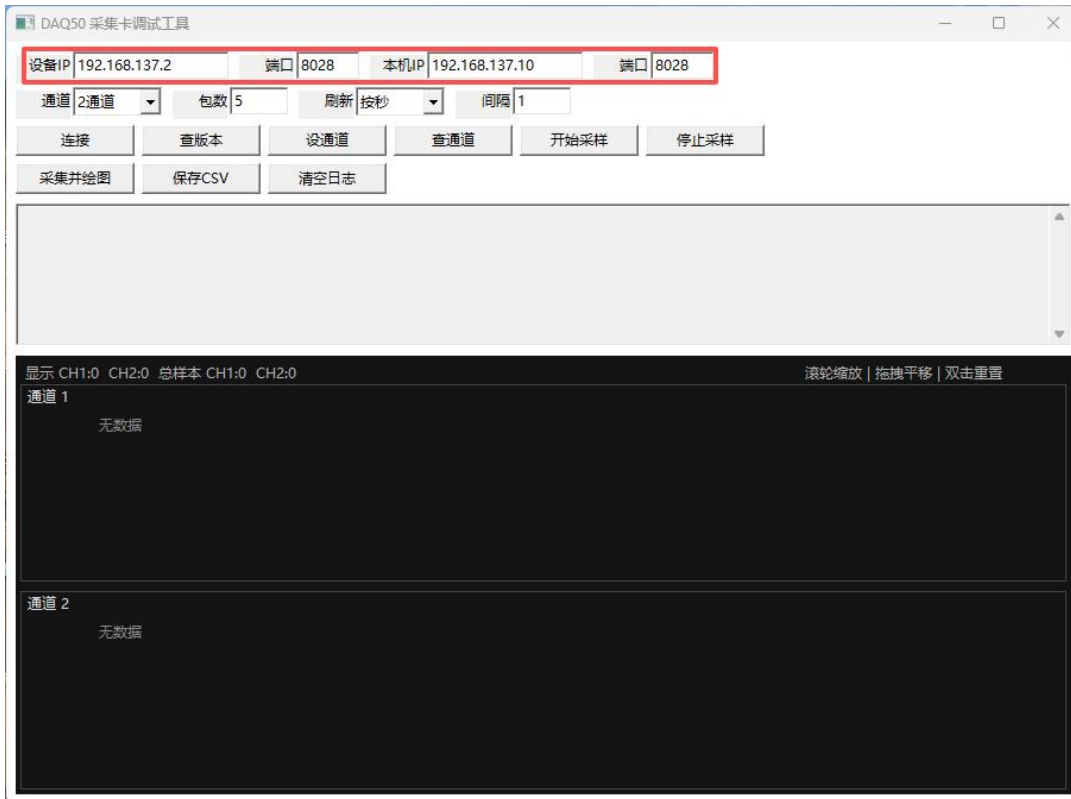 DAQ50 采集卡调试工具
设备IP 192.168.137.2 端口 8028 本机IP 192.168.137.10 端口 8028
通道 2通道 包数 5 刷新 按秒 间隔 1
连接 查版本 设通道 查通道 开始采样 停止采样
采集并绘图 保存CSV 清空日志
显示 CH1:0 CH2:0 总样本 CH1:0 CH2:0 滚轮缩放 | 拖拽平移 | 双击重置
通道 1
无数据
通道 2
无数据